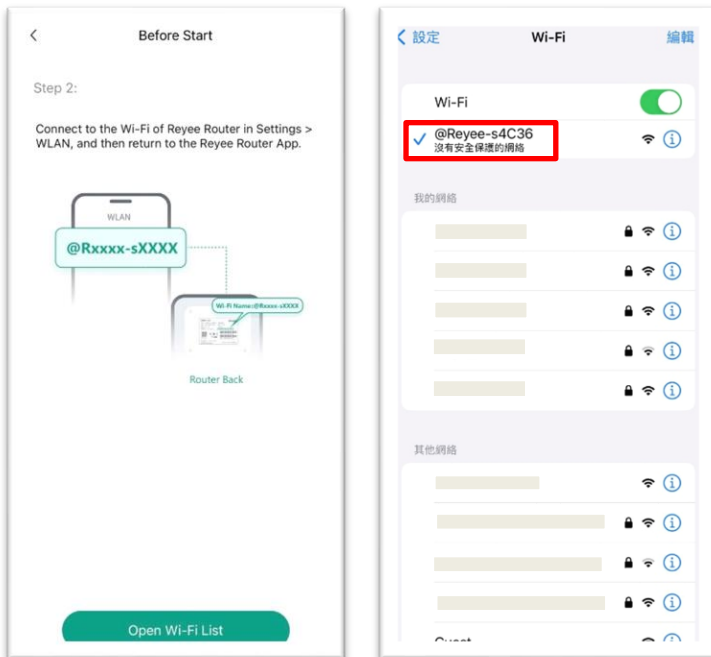 Before Start
Step 2:
Connect to the Wi-Fi of Reyee Router in Settings >
WLAN, and then return to the Reyee Router App.
WLAN
@Rxxxx-sXXXX
Wi-Fi Name:@Rxxxx-sXXXX
Router Back
Open Wi-Fi List
設定
Wi-Fi
編輯
Wi-Fi
@Reyee-s4C36
沒有安全保護的網絡
我的網絡
其他網絡